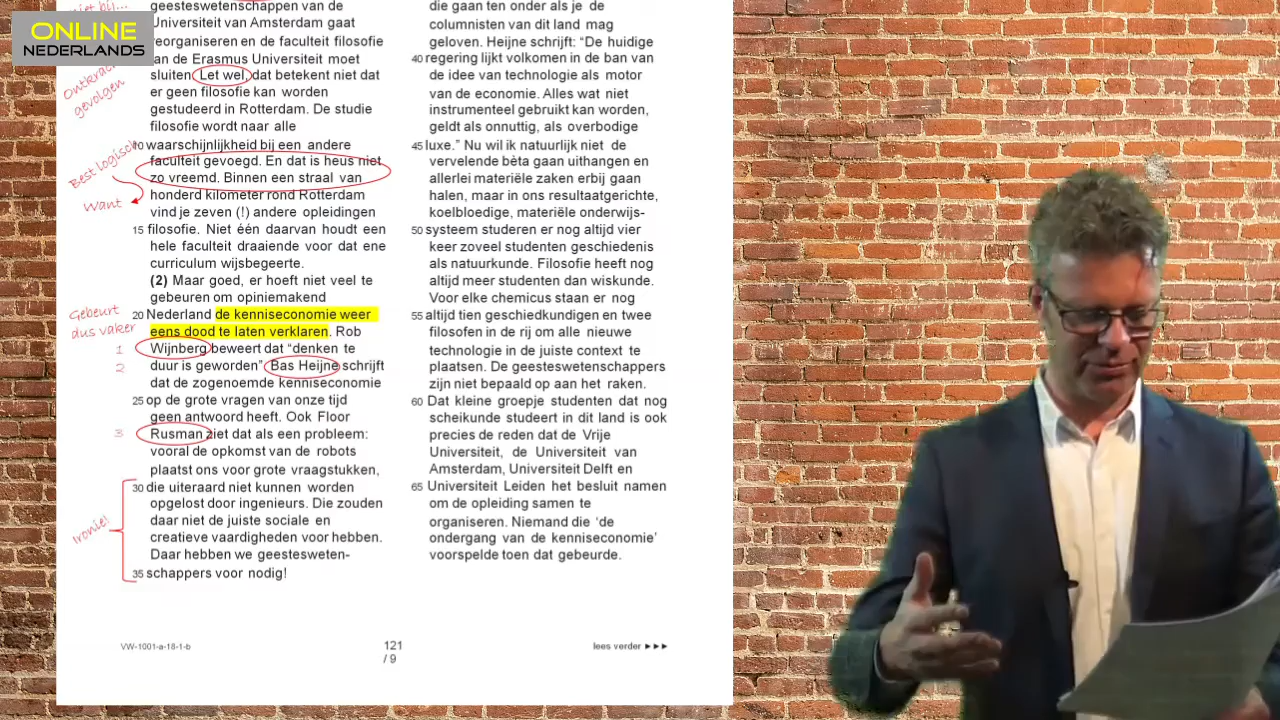 ONLINE
NEDERLANDS
geesteswetenschappen van de
Universiteit van Amsterdam gaat
reorganiseren en de faculteit filosofie
van de Erasmus Universiteit moet
sluiten. Let wel, dat betekent niet dat
er geen filosofie kan worden
gestudeerd in Rotterdam. De studie
filosofie wordt naar alle
10 waarschijnlijkheid bij een andere
faculteit gevoegd. En dat is heus niet
zo vreemd. Binnen een straal van
honderd kilometer rond Rotterdam
vind je zeven (!) andere opleidingen
15 filosofie. Niet één daarvan houdt een
hele faculteit draaiende voor dat ene
curriculum wijsbegeerte.
(2) Maar goed, er hoeft niet veel te
gebeuren om opiniemakend
20 Nederland de kenniseconomie weer
eens dood te laten verklaren. Rob
Wijnberg beweert dat “denken te
duur is geworden”. Bas Heijne schrijft
dat de zogenoemde kenniseconomie
25 op de grote vragen van onze tijd
geen antwoord heeft. Ook Floor
Rusman ziet dat als een probleem:
vooral de opkomst van de robots
plaatst ons voor grote vraagstukken,
30 die uiteraard niet kunnen worden
opgelost door ingenieurs. Die zouden
daar niet de juiste sociale en
creatieve vaardigheden voor hebben.
Daar hebben we geestesweten-
35 schappers voor nodig!
Ontkracht
gevolgen
Best logisch
Want
Gebeurt
dus vaker
1
2
3
Ironie!
die gaan ten onder als je de
columnisten van dit land mag
geloven. Heijne schrijft: “De huidige
40 regering lijkt volkomen in de ban van
de idee van technologie als motor
van de economie. Alles wat niet
instrumenteel gebruikt kan worden,
geldt als onnuttig, als overbodige
45 luxe.” Nu wil ik natuurlijk niet de
vervelende bèta gaan uithangen en
allerlei materiële zaken erbij gaan
halen, maar in ons resultaatgerichte,
koelbloedige, materiële onderwijs-
50 systeem studeren er nog altijd vier
keer zoveel studenten geschiedenis
als natuurkunde. Filosofie heeft nog
altijd meer studenten dan wiskunde.
Voor elke chemicus staan er nog
55 altijd tien geschiedkundigen en twee
filosofen in de rij om alle nieuwe
technologie in de juiste context te
plaatsen. De geesteswetenschappers
zijn niet bepaald op aan het raken.
60 Dat kleine groepje studenten dat nog
scheikunde studeert in dit land is ook
precies de reden dat de Vrije
Universiteit, de Universiteit van
Amsterdam, Universiteit Delft en
65 Universiteit Leiden het besluit namen
om de opleiding samen te
organiseren. Niemand die ‘de
ondergang van de kenniseconomie’
voorspelde toen dat gebeurde.
VW-1001-a-18-1-b
121
/ 9
lees verder ►►►